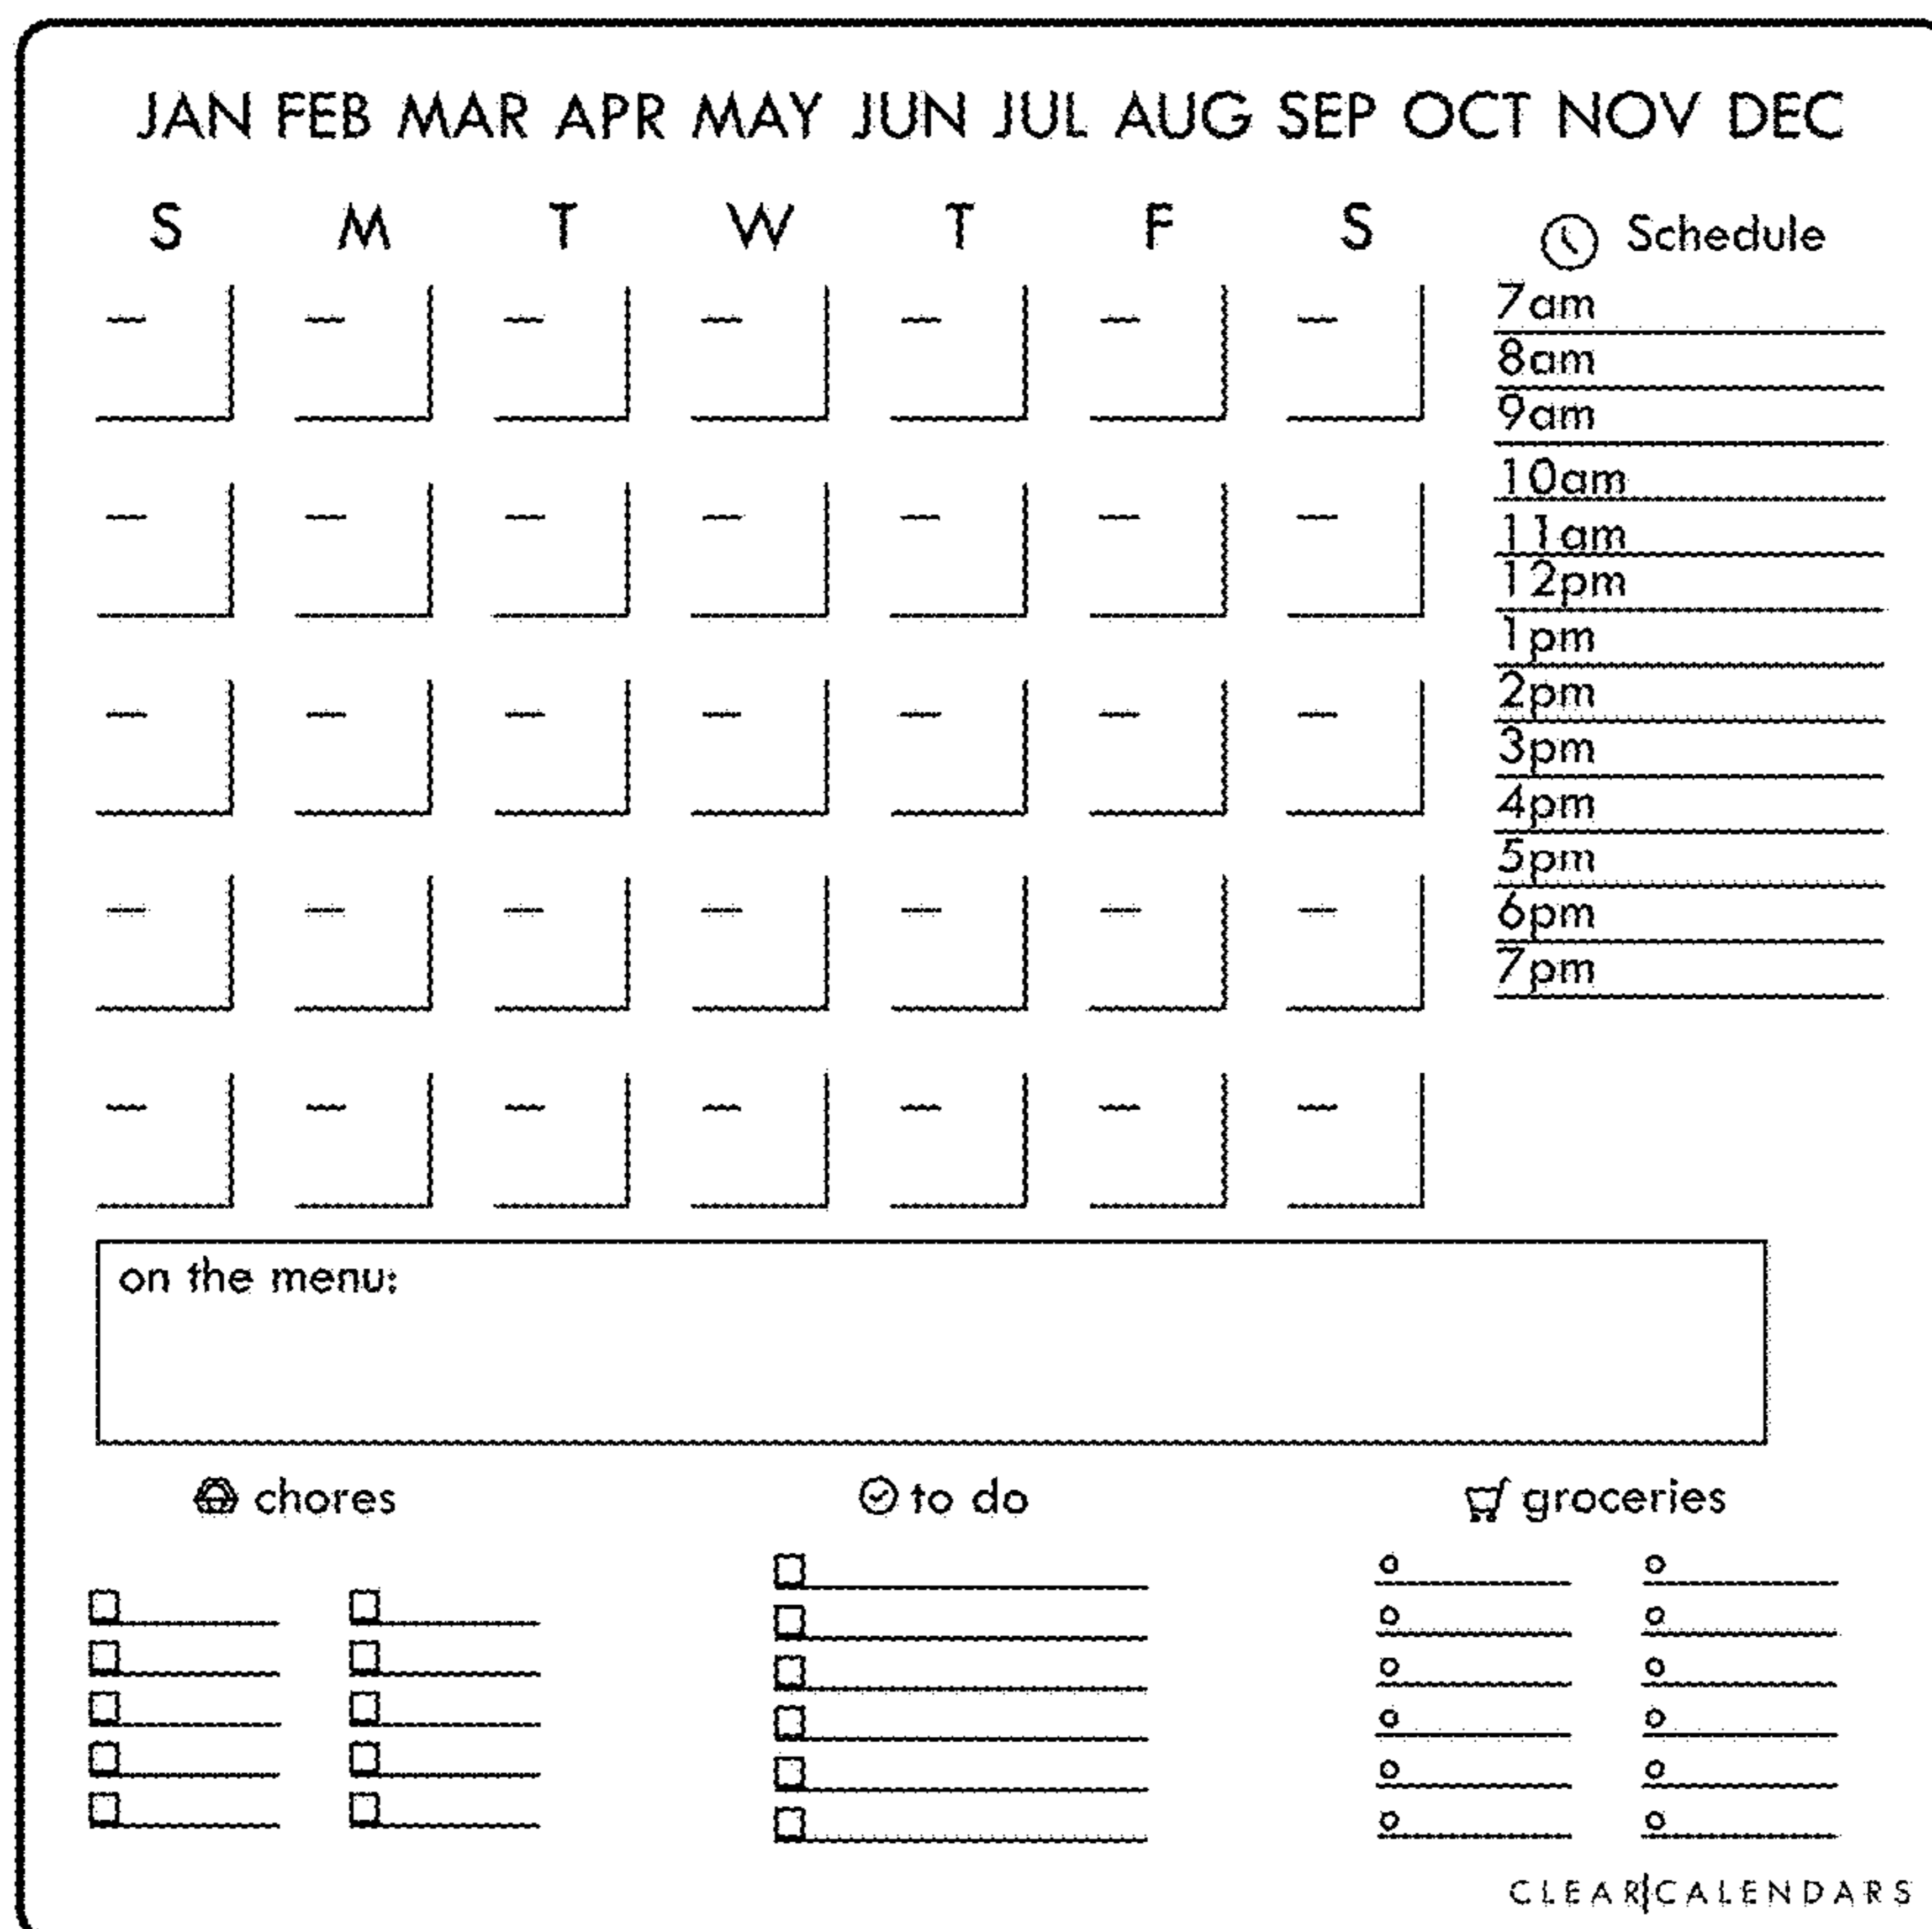 JAN FEB MAR APR MAY JUN JUL AUG SEP OCT NOV DEC
S M T W T F S
Schedule
7am
8am
9am
10am
11am
12pm
1pm
2pm
3pm
4pm
5pm
6pm
7pm
on the menu:
chores
to do
groceries
CLEAR|CALENDARS